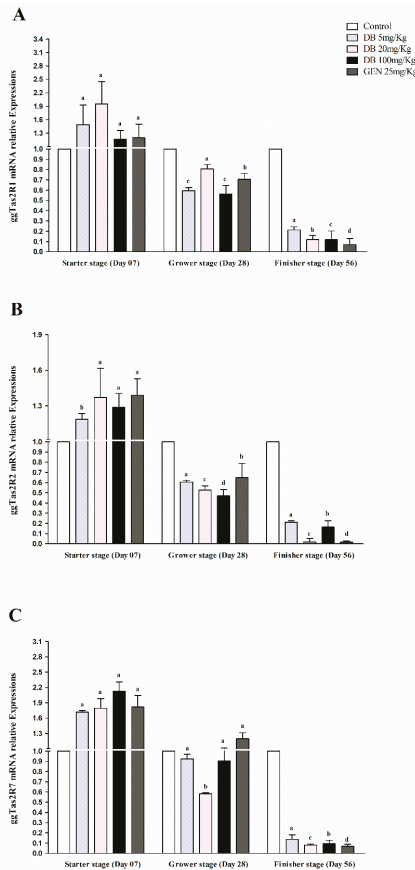 A
Control
DB 5mg/Kg
DB 20mg/Kg
DB 100mg/Kg
GEN 25mg/Kg
ggTas2R1 mRNA relative Expressions
3.4
3.1
2.8
2.5
2.2
1.9
1.6
1.3
1.0
0.9
0.8
0.7
0.6
0.5
0.4
0.3
0.2
0.1
0.0
a a a a
c a c b
a b c d
Starter stage (Day 07) Grower stage (Day 28) Finisher stage (Day 56)
B
ggTas2R2 mRNA relative Expressions
1.9
1.6
1.3
1.0
0.9
0.8
0.7
0.6
0.5
0.4
0.3
0.2
0.1
0.0
b a a a
a c d b
a c b d
Starter stage (Day 07) Grower stage (Day 28) Finisher stage (Day 56)
C
ggTas2R7 mRNA relative Expressions
3.1
2.8
2.5
2.2
1.9
1.6
1.3
1.0
0.9
0.8
0.7
0.6
0.5
0.4
0.3
0.2
0.1
0.0
a a a a
a b a a
a c b d
Starter stage (Day 07) Grower stage (Day 28) Finisher stage (Day 56)